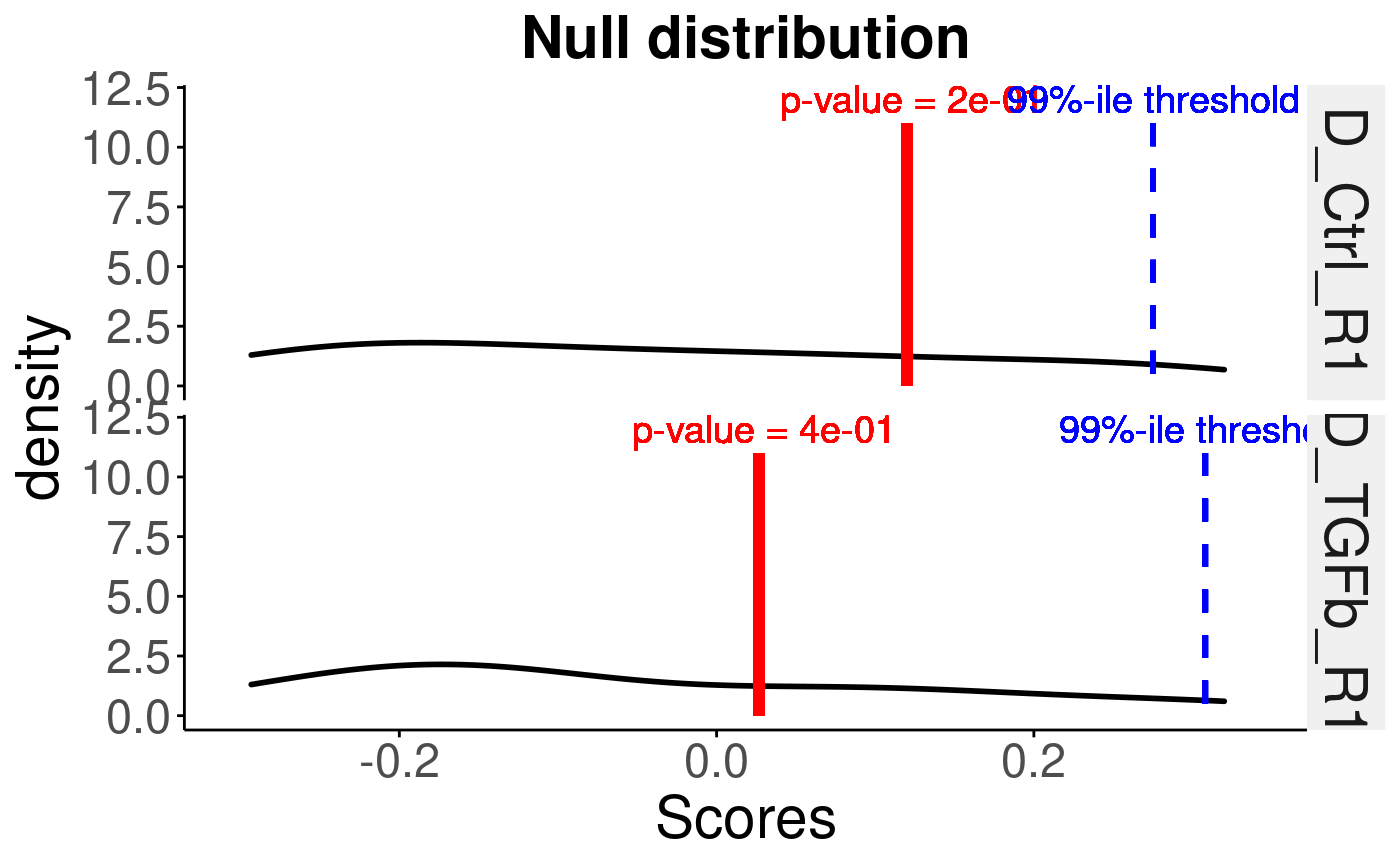 Null distribution
density
12.5
10.0
7.5
5.0
2.5
0.0
p-value = 2e-01
99%-ile threshold
D_Ctrl_R1
12.5
10.0
7.5
5.0
2.5
0.0
p-value = 4e-01
99%-ile thresho
D_TGFb_R1
-0.2
0.0
0.2
Scores